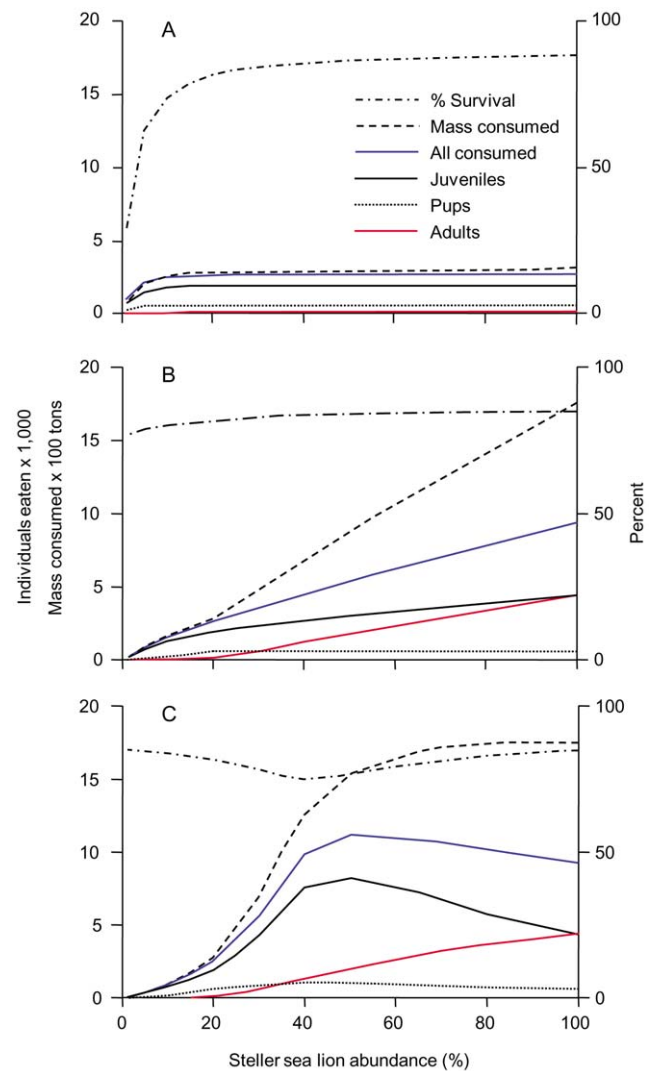 20
A
100
15
10
50
5
0
0
% Survival
Mass consumed
All consumed
Juveniles
Pups
Adults
20
B
100
15
10
50
5
0
0
Individuals eaten x 1,000
Mass consumed x 100 tons
Percent
20
C
100
15
10
50
5
0
0
0
20
40
60
80
100
Steller sea lion abundance (%)